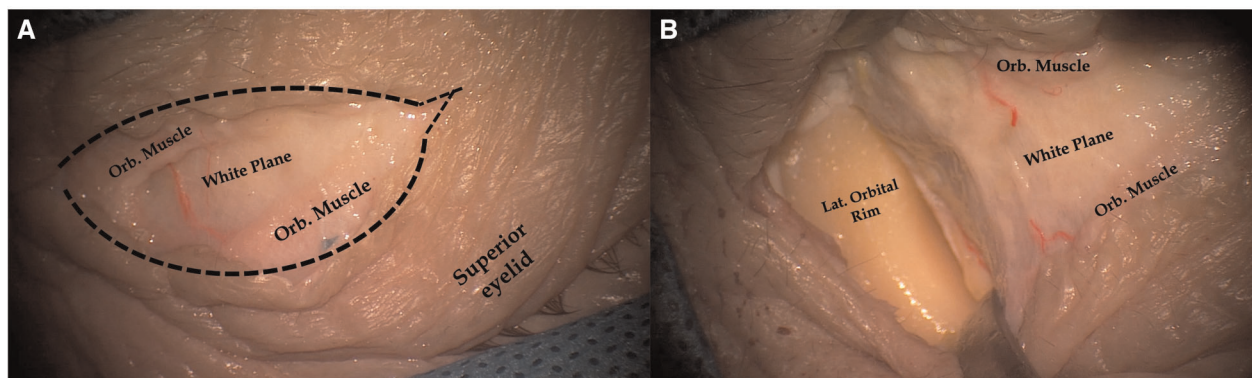 A
Orb. Muscle
White Plane
Orb. Muscle
Superior
eyelid
B
Orb. Muscle
White Plane
Orb. Muscle
Lat. Orbital
Rim